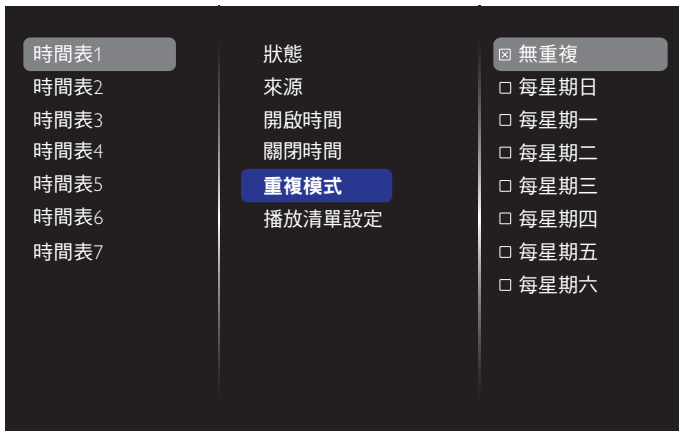 時間表1
時間表2
時間表3
時間表4
時間表5
時間表6
時間表7
狀態
來源
開啟時間
關閉時間
重複模式
播放清單設定
無重複
每星期日
每星期一
每星期二
每星期三
每星期四
每星期五
每星期六